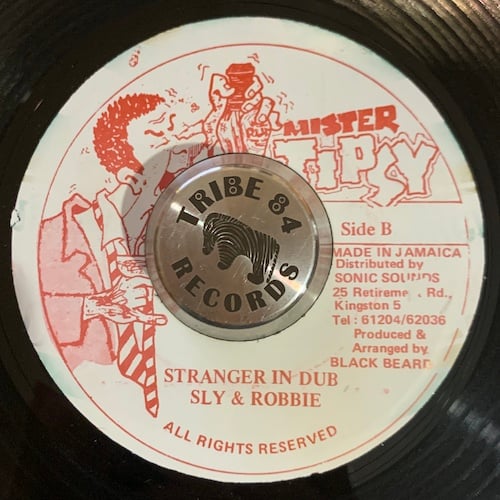 MISTER
TIPSY
TRIBE 84
RECORDS
Side B
MADE IN JAMAICA
Distributed by
SONIC SOUNDS
25 Rd.,
Kingston 5
Tel : 61204/62036
Produced &
Arranged by
BLACK BEARD
STRANGER IN DUB
SLY & ROBBIE
ALL RIGHTS RESERVED